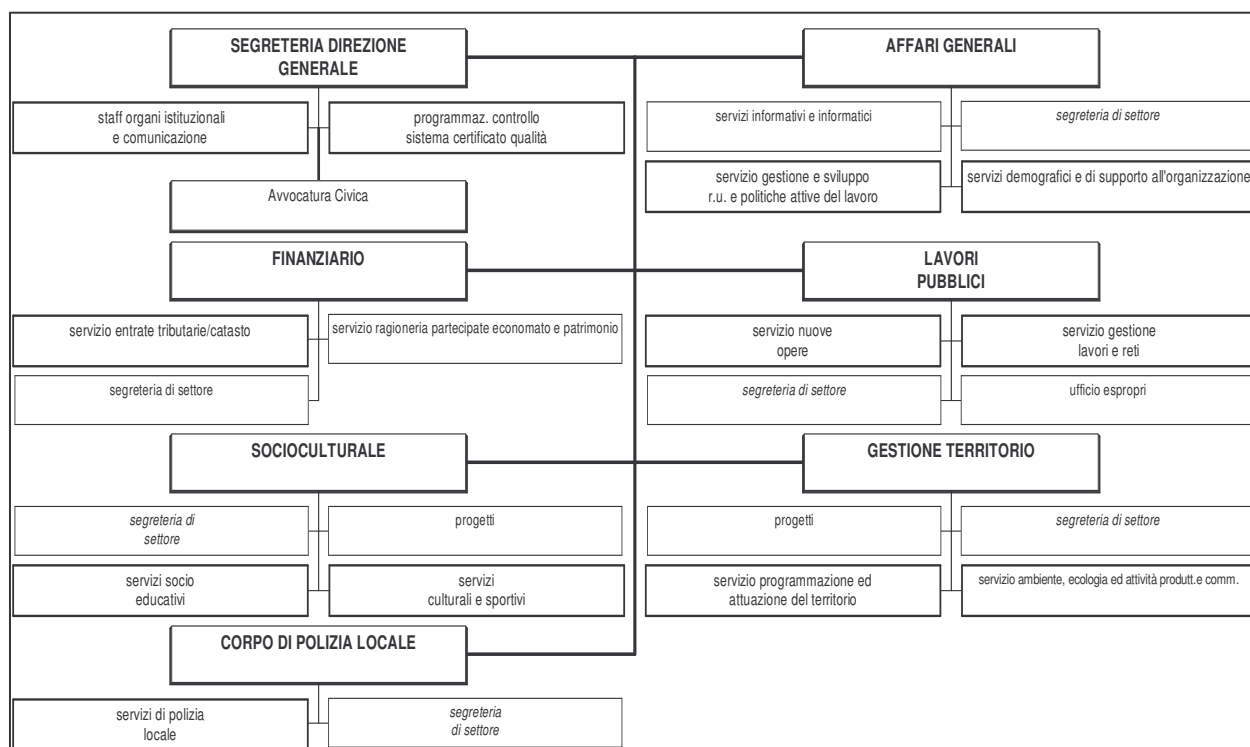 SEGRETERIA DIREZIONE
GENERALE
AFFARI GENERALI
staff organi istituzionali
e comunicazione
programmaz. controllo
sistema certificato qualità
servizi informativi e informatici
segreteria di settore
servizio gestione e sviluppo
r.u. e politiche attive del lavoro
servizi demografici e di supporto all'organizzazione
Avvocatura Civica
FINANZIARIO
LAVORI
PUBBLICI
servizio entrate tributarie/catasto
servizio ragioneria partecipate economato e patrimonio
servizio nuove
opere
servizio gestione
lavori e reti
segreteria di settore
segreteria di settore
ufficio espropri
SOCIOCULTURALE
GESTIONE TERRITORIO
segreteria di
settore
progetti
progetti
segreteria di settore
servizi socio
educativi
servizi
culturali e sportivi
servizio programmazione ed
attuazione del territorio
servizio ambiente, ecologia ed attività produtt.e comm.
CORPO DI POLIZIA LOCALE
servizi di polizia
locale
segreteria
di settore